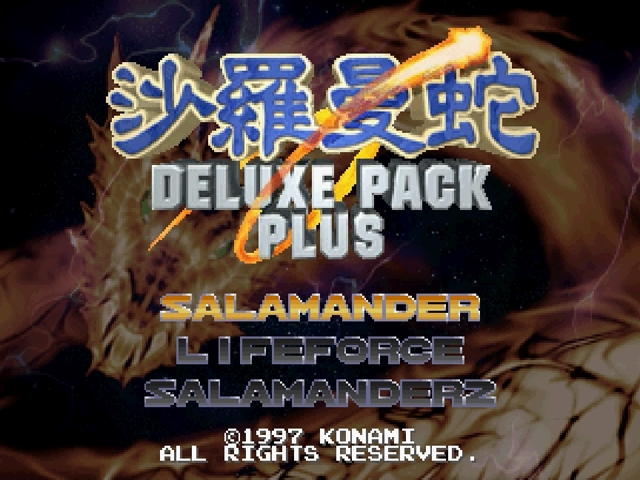 沙羅曼蛇
DELUXE PACK
PLUS
SALAMANDER
LIFEFORCE
SALAMANDER2
©1997 KONAMI
ALL RIGHTS RESERVED.